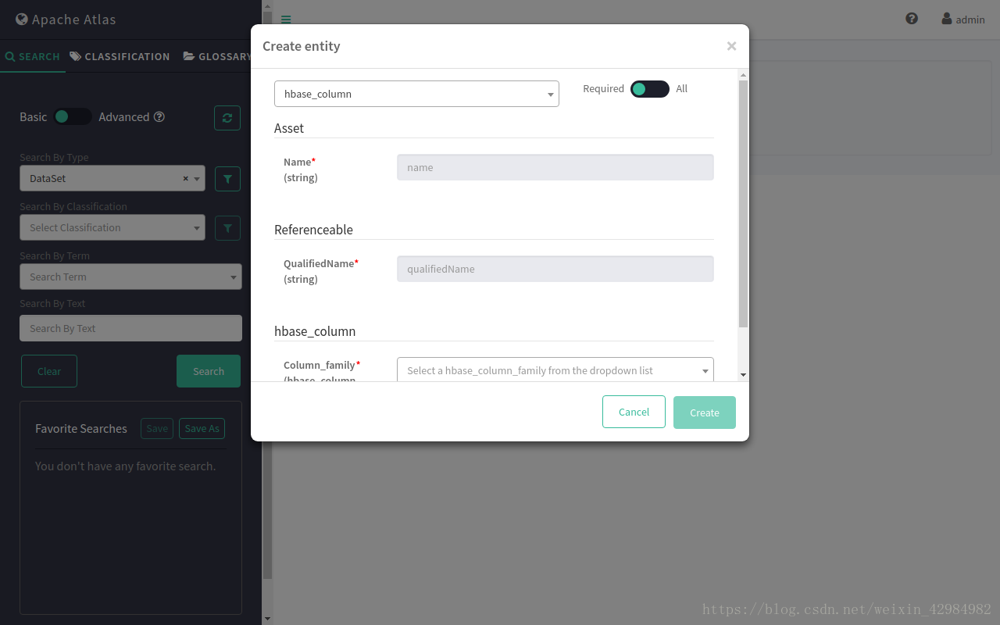 Apache Atlas
SEARCH CLASSIFICATION GLOSSARY
admin
Basic Advanced
Search By Type
DataSet ×
Search By Classification
Select Classification
Search By Term
Search Term
Search By Text
Search By Text
Clear Search
Favorite Searches Save Save As
You don't have any favorite search.
Create entity ×
hbase_column
Required All
Asset
Name*
(string)
name
Referenceable
QualifiedName*
(string)
qualifiedName
hbase_column
Column_family*
(hbase_column
Select a hbase_column_family from the dropdown list
Cancel Create
https://blog.csdn.net/weixin_42984982